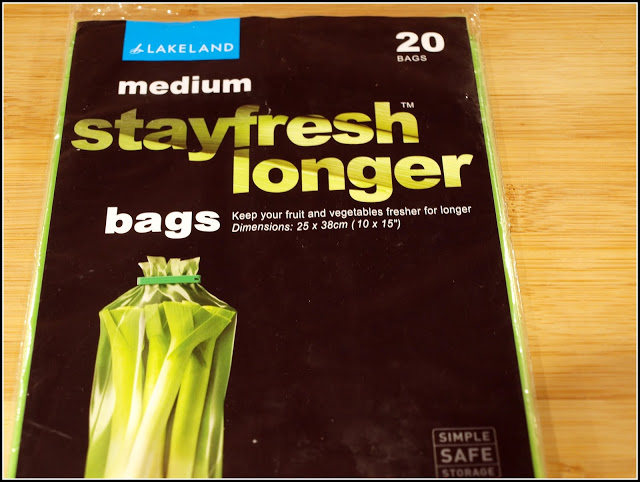 LAKELAND
20
BAGS
medium
stayfresh™
longer
bags
Keep your fruit and vegetables fresher for longer
Dimensions: 25 x 38cm (10 x 15")
SIMPLE
SAFE
STORAGE